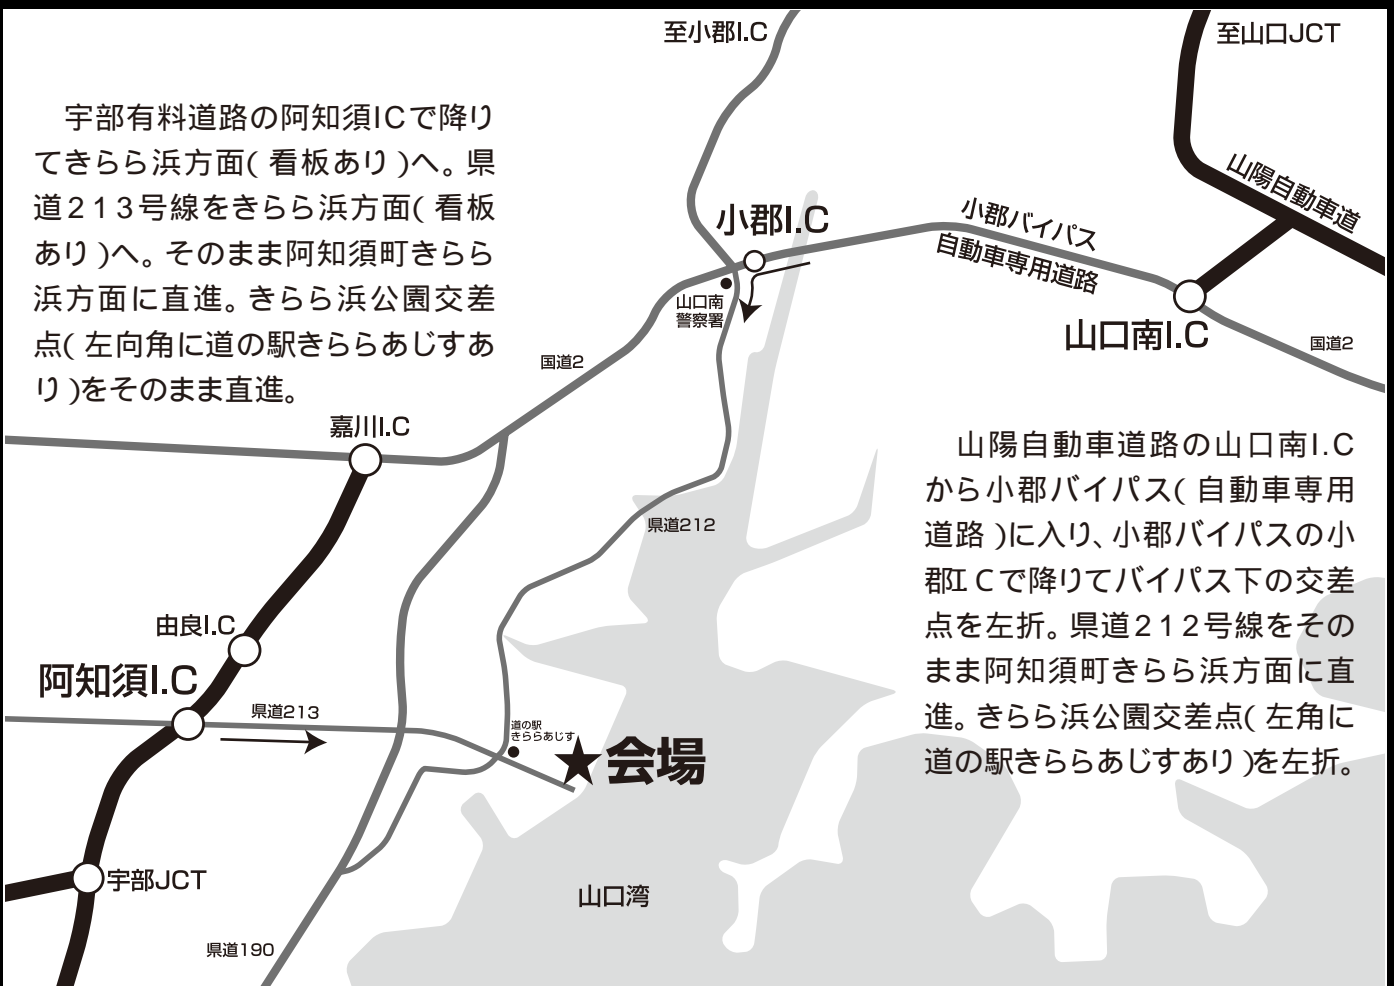 至小郡I.C
至山口JCT
宇部有料道路の阿知須ICで降り
てきらら浜方面(看板あり)へ。県
道213号線をきらら浜方面(看板
あり)へ。そのまま阿知須町きらら
浜方面に直進。きらら浜公園交差
点(左向角に道の駅きららあじすあ
り)をそのまま直進。
山陽自動車道
小郡I.C
小郡バイパス
自動車専用道路
山口南
警察署
山口南I.C
国道2
国道2
嘉川I.C
山陽自動車道路の山口南I.C
から小郡バイパス(自動車専用
道路)に入り、小郡バイパスの小
郡ICで降りてバイパス下の交差
点を左折。県道212号線をその
まま阿知須町きらら浜方面に直
進。きらら浜公園交差点(左角に
道の駅きららあじすあり)を左折。
県道212
由良I.C
阿知須I.C
県道213
道の駅
きららあじす
★会場
宇部JCT
山口湾
県道190